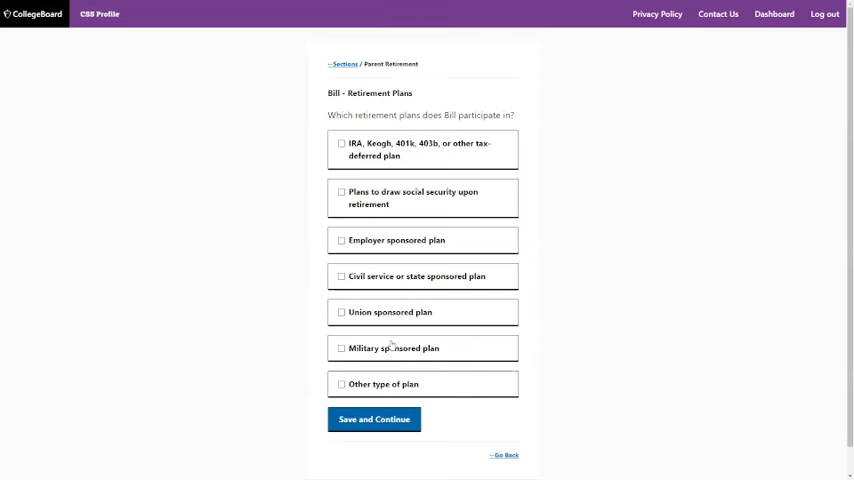 CollegeBoard CSS Profile Privacy Policy Contact Us Dashboard Log out
←Sections / Parent Retirement
Bill - Retirement Plans
Which retirement plans does Bill participate in?
IRA, Keogh, 401k, 403b, or other tax-
deferred plan
Plans to draw social security upon
retirement
Employer sponsored plan
Civil service or state sponsored plan
Union sponsored plan
Military sponsored plan
Other type of plan
Save and Continue
←Go Back